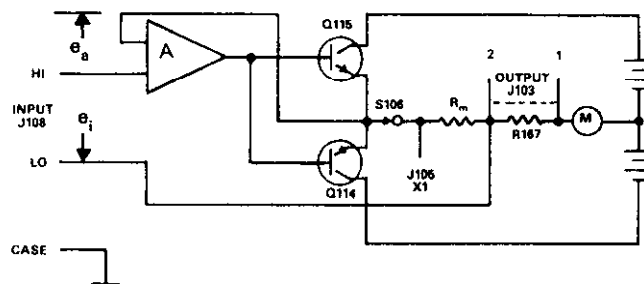 Q115
e_a
A
HI
2
1
OUTPUT
J103
INPUT
J108
e_i
S106
R_m
R167
M
J106
X1
LO
Q114
CASE